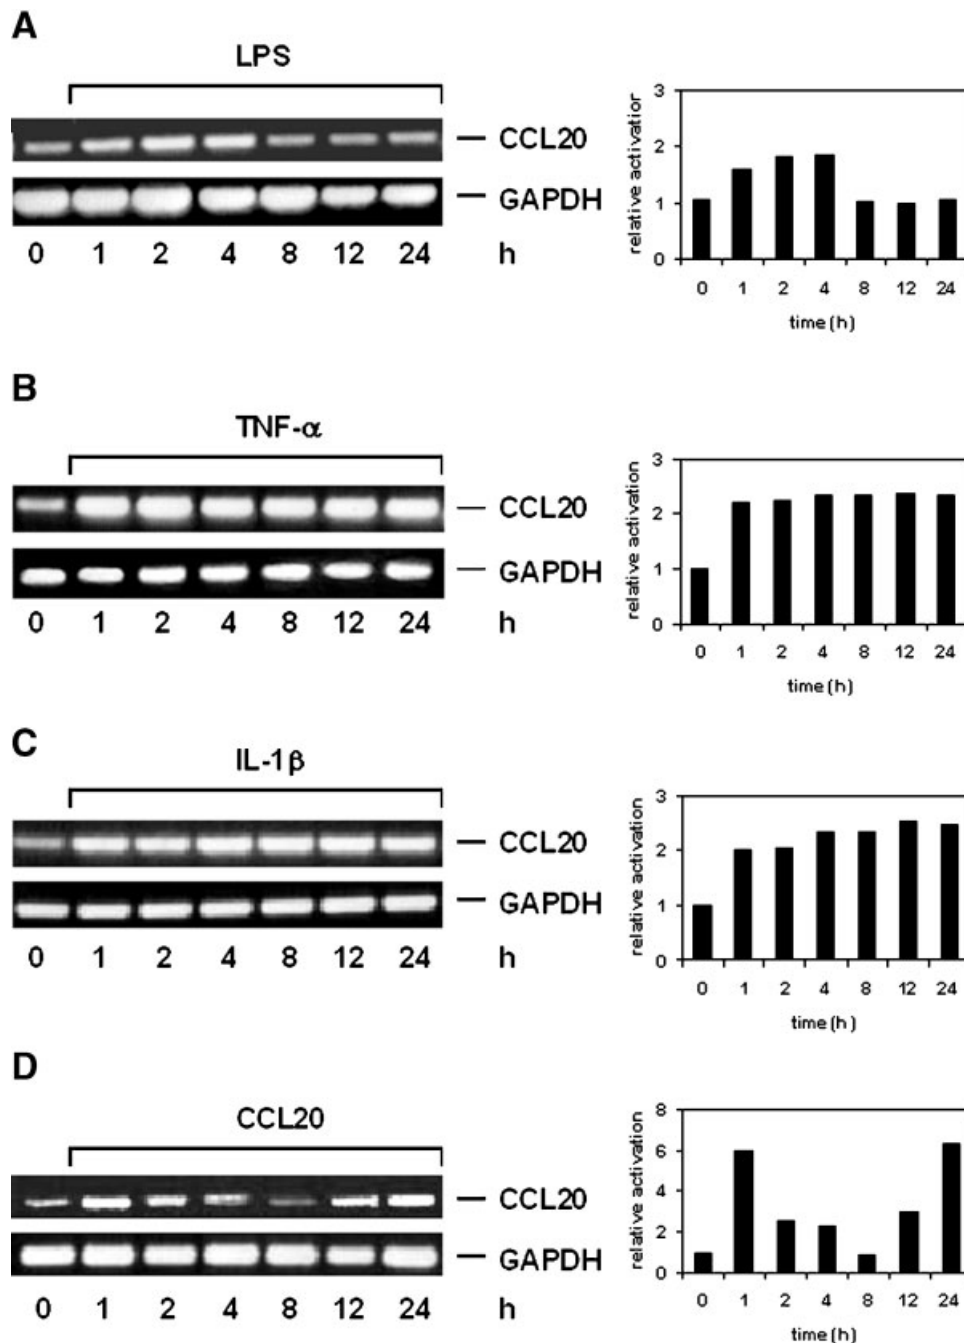 A
LPS
CCL20
GAPDH
0 1 2 4 8 12 24 h
relative activation
3
2
1
0
0 1 2 4 8 12 24
time (h)
B
TNF-α
CCL20
GAPDH
0 1 2 4 8 12 24 h
relative activation
3
2
1
0
0 1 2 4 8 12 24
time (h)
C
IL-1β
CCL20
GAPDH
0 1 2 4 8 12 24 h
relative activation
3
2
1
0
0 1 2 4 8 12 24
time (h)
D
CCL20
CCL20
GAPDH
0 1 2 4 8 12 24 h
relative activation
8
6
4
2
0
0 1 2 4 8 12 24
time (h)